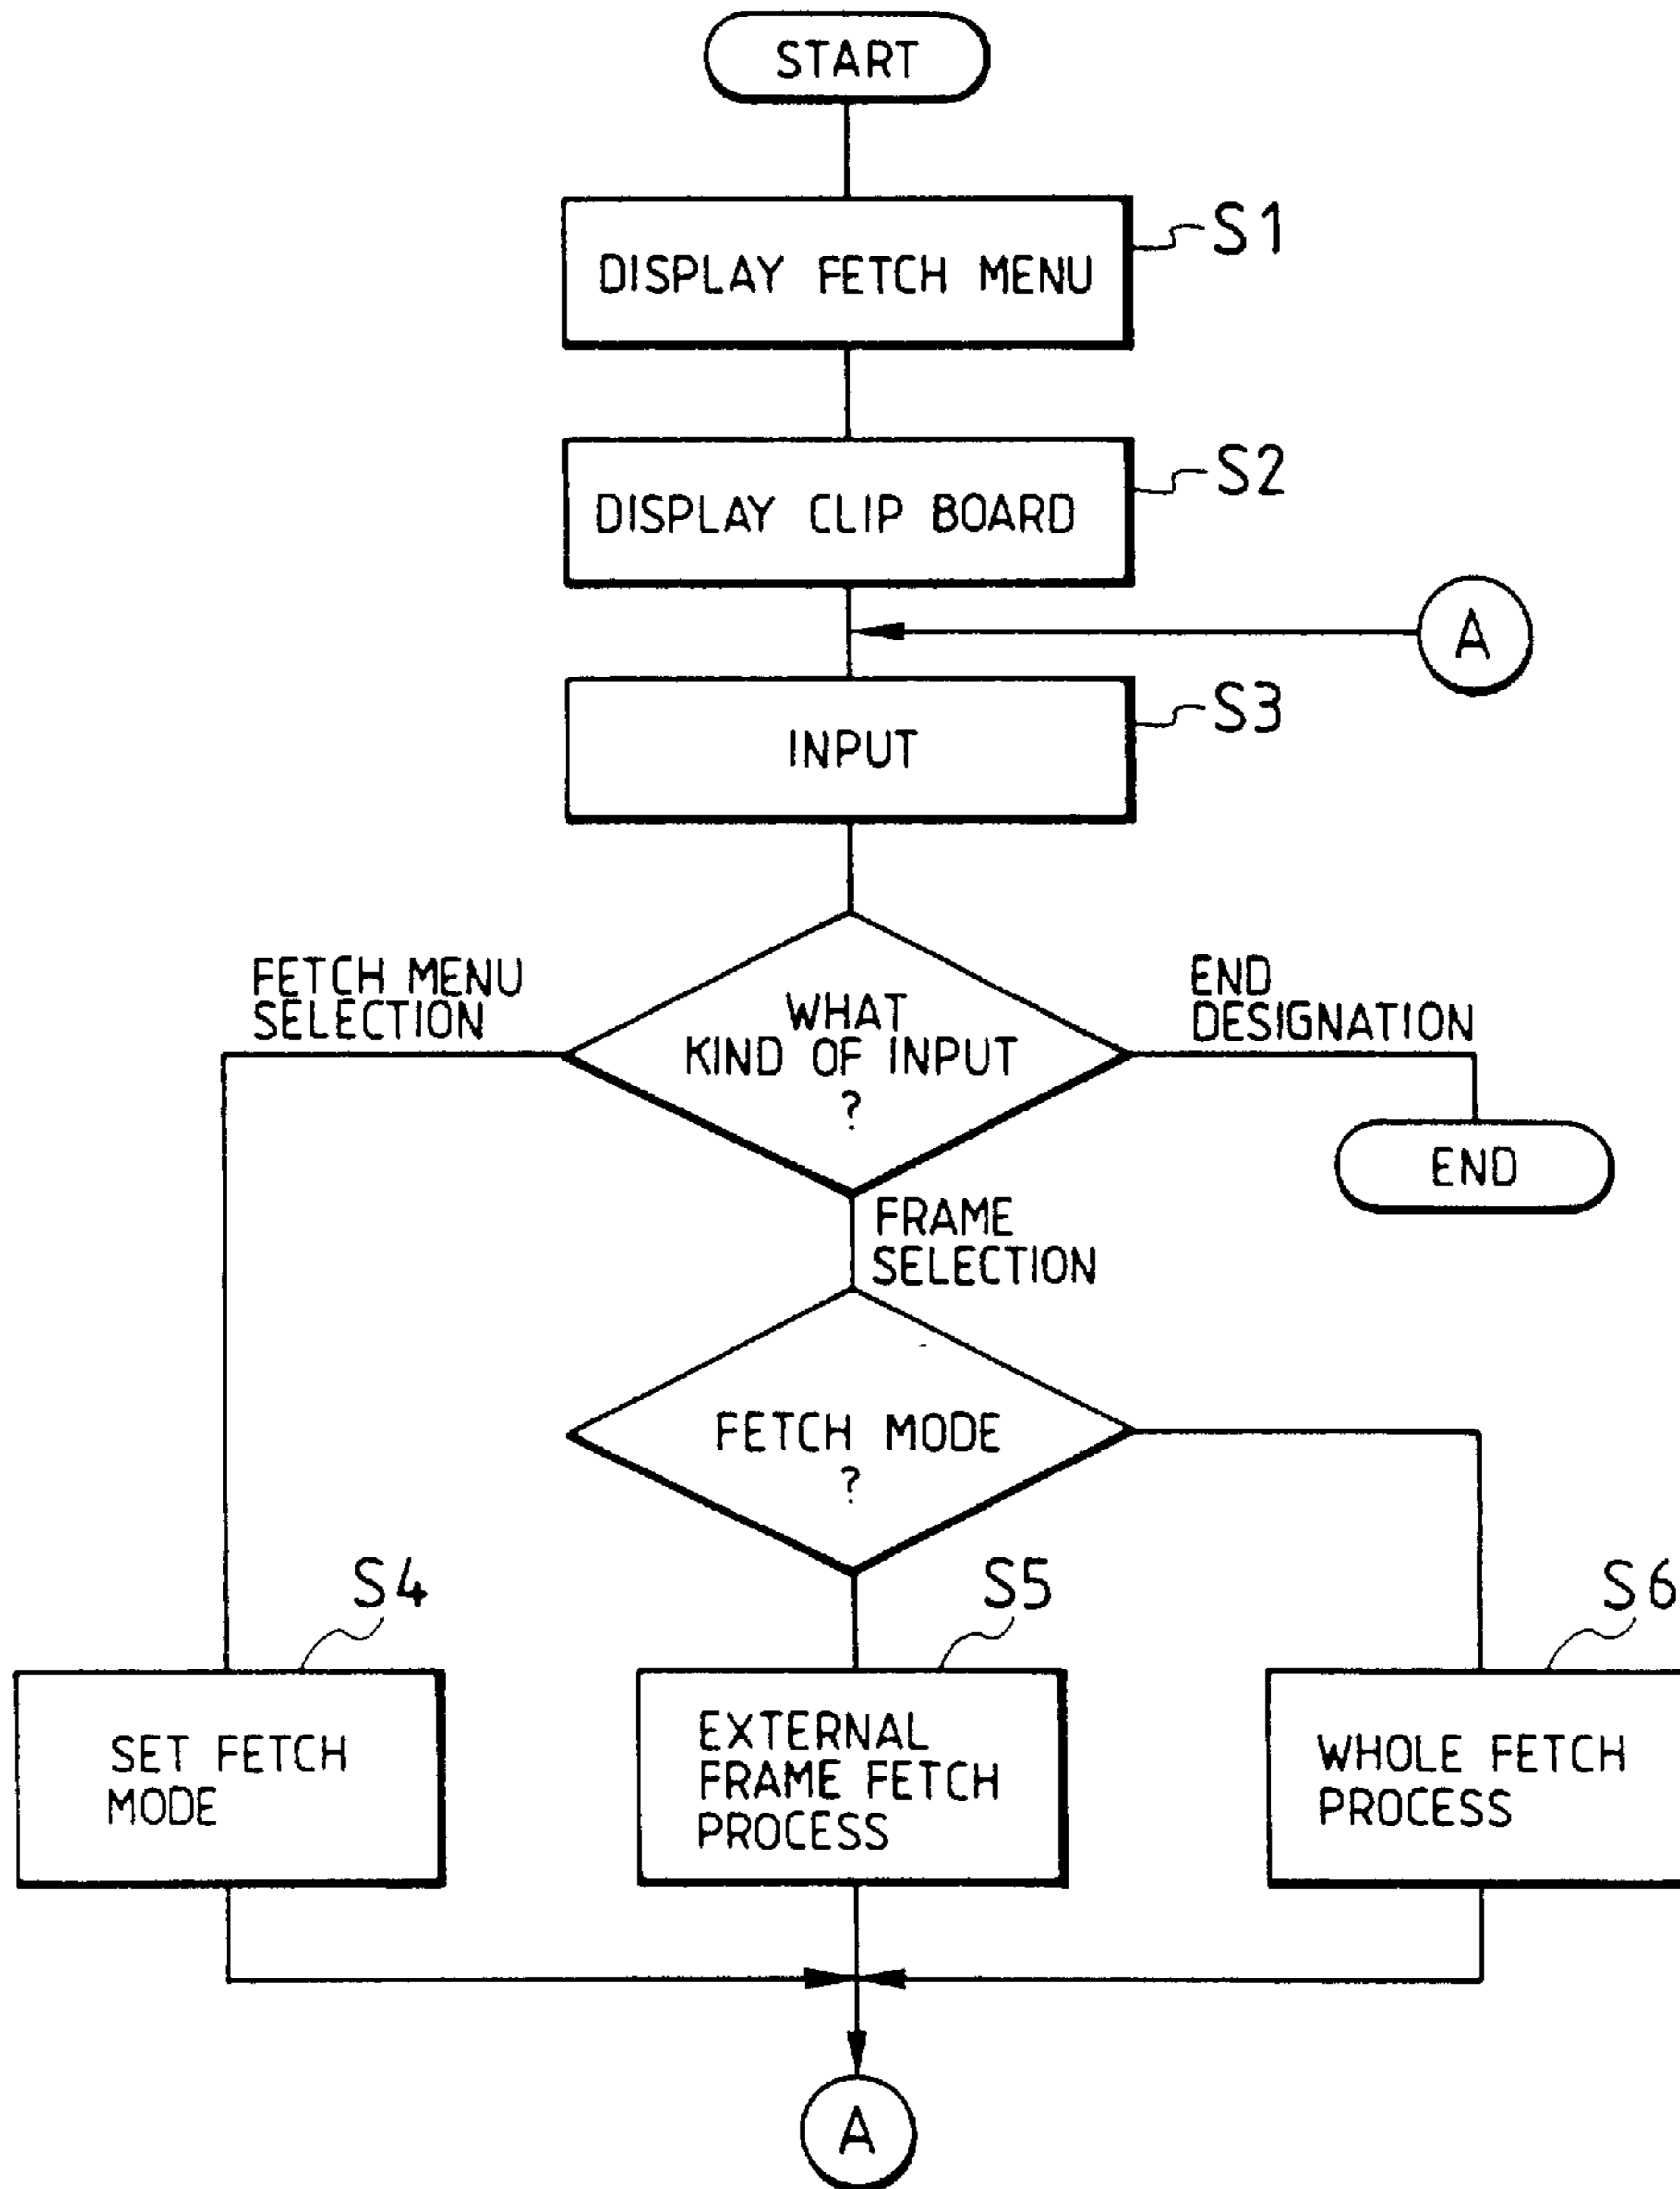 START
S1
DISPLAY FETCH MENU
S2
DISPLAY CLIP BOARD
A
S3
INPUT
FETCH MENU
SELECTION
WHAT
KIND OF INPUT
?
END
DESIGNATION
END
FRAME
SELECTION
FETCH MODE
?
S4
S5
S6
SET FETCH
MODE
EXTERNAL
FRAME FETCH
PROCESS
WHOLE FETCH
PROCESS
A